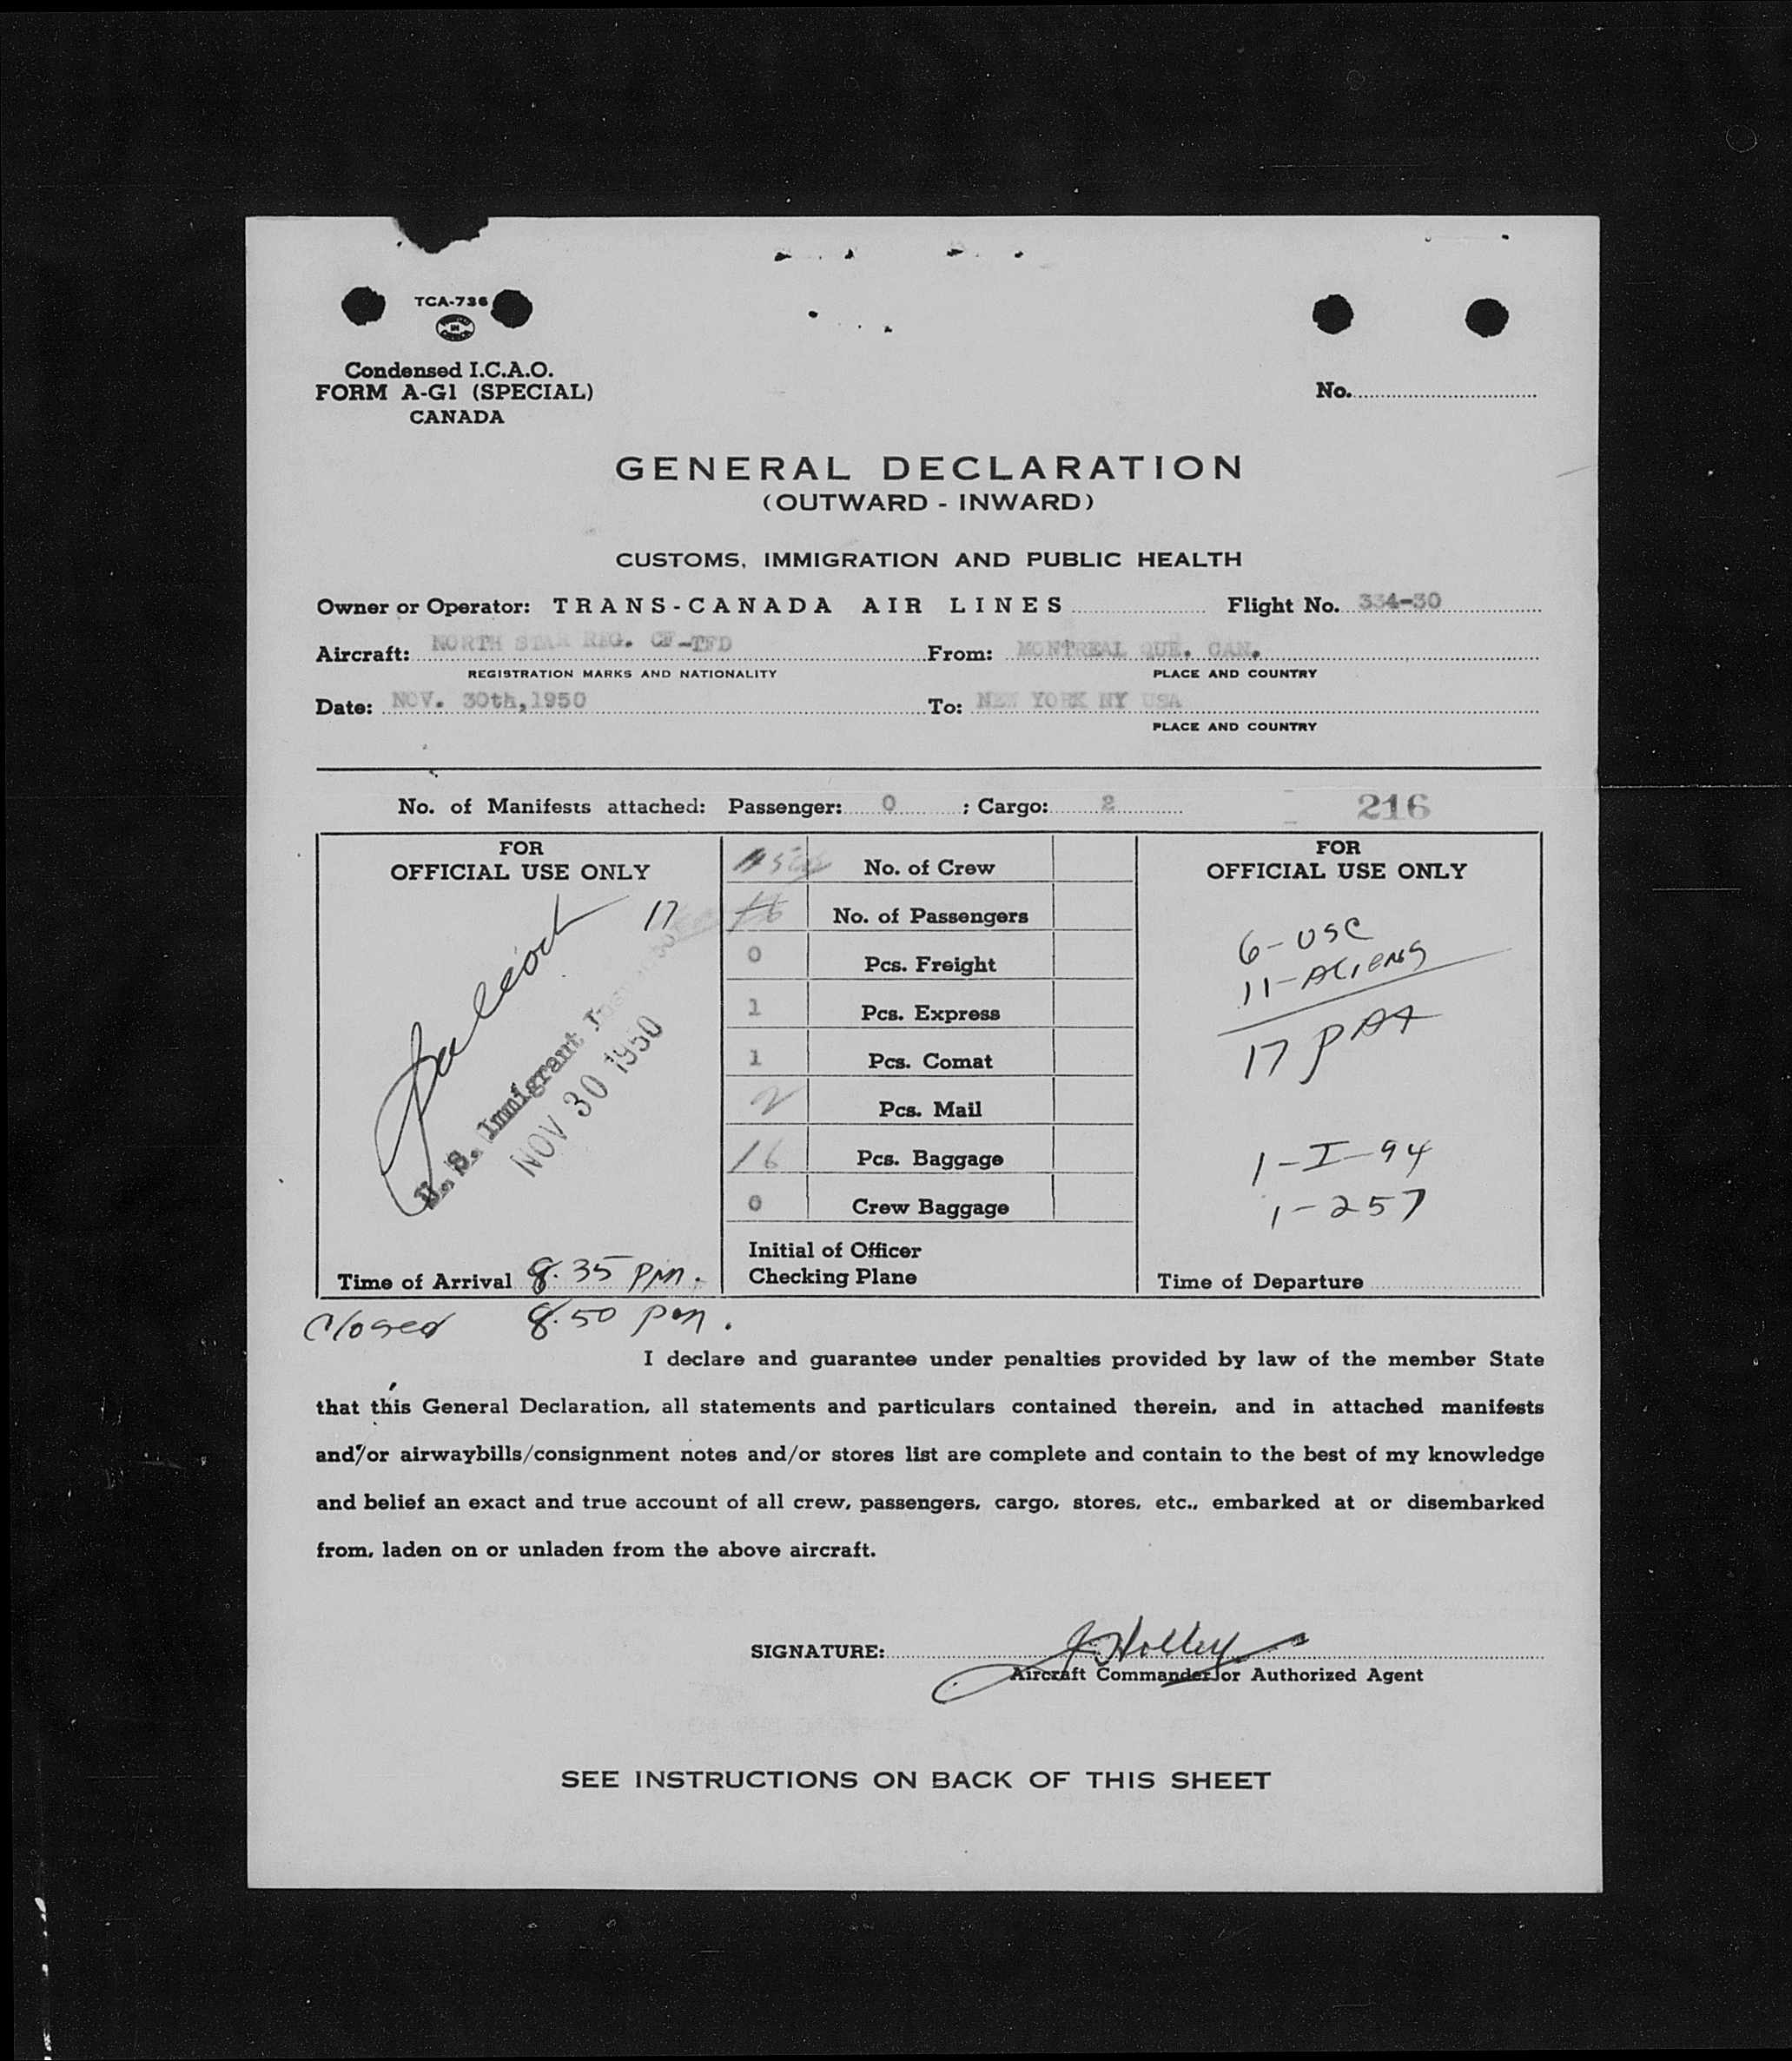 TCA-736
Condensed I.C.A.O.
FORM A-G1 (SPECIAL)
CANADA
No.
GENERAL DECLARATION
(OUTWARD - INWARD)
CUSTOMS, IMMIGRATION AND PUBLIC HEALTH
Owner or Operator: TRANS-CANADA AIR LINES Flight No. 334-30
Aircraft: NORTH STAR REG. CF-TFD From: MONTREAL QUE. CAN.
REGISTRATION MARKS AND NATIONALITY PLACE AND COUNTRY
Date: NOV. 30th, 1950 To: NEW YORK NY USA
PLACE AND COUNTRY
No. of Manifests attached: Passenger: 0 ; Cargo: 2 216
FOR
OFFICIAL USE ONLY
17
U. S. Immigrant
NOV 30 1950
Time of Arrival 8.35 pm.
Closed 8.50 pm.
No. of Crew
16 No. of Passengers
0 Pcs. Freight
1 Pcs. Express
1 Pcs. Comat
2 Pcs. Mail
16 Pcs. Baggage
0 Crew Baggage
Initial of Officer
Checking Plane
FOR
OFFICIAL USE ONLY
6-USC
11-ALIENS
17 PAX
1-I-94
1-257
Time of Departure
I declare and guarantee under penalties provided by law of the member State
that this General Declaration, all statements and particulars contained therein, and in attached manifests
and/or airwaybills/consignment notes and/or stores list are complete and contain to the best of my knowledge
and belief an exact and true account of all crew, passengers, cargo, stores, etc., embarked at or disembarked
from, laden on or unladen from the above aircraft.
SIGNATURE: J Holley
Aircraft Commander or Authorized Agent
SEE INSTRUCTIONS ON BACK OF THIS SHEET